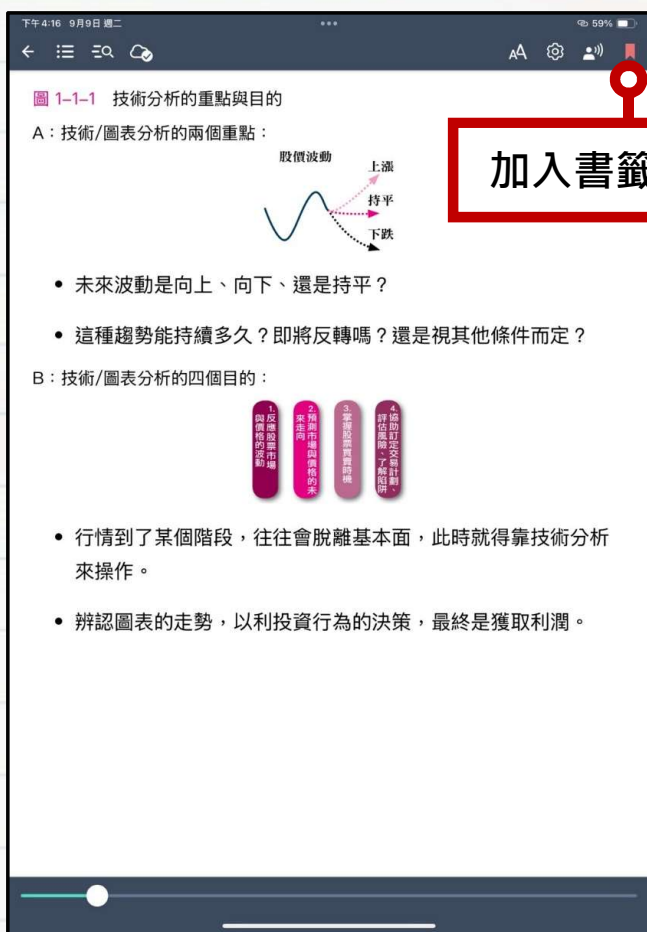 下午4:16 9月9日 週二
59%
AA
圖 1–1–1 技術分析的重點與目的
A：技術/圖表分析的兩個重點：
股價波動
上漲
持平
下跌
加入書籤
• 未來波動是向上、向下、還是持平？
• 這種趨勢能持續多久？即將反轉嗎？還是視其他條件而定？
B：技術/圖表分析的四個目的：
1.反應股票市場
與價格的波動
2.預測市場與價格的未
來走向
3.掌握股票買賣時機
4.協助訂定交易計劃、
評估風險、了解陷阱
• 行情到了某個階段，往往會脫離基本面，此時就得靠技術分析
來操作。
• 辨認圖表的走勢，以利投資行為的決策，最終是獲取利潤。